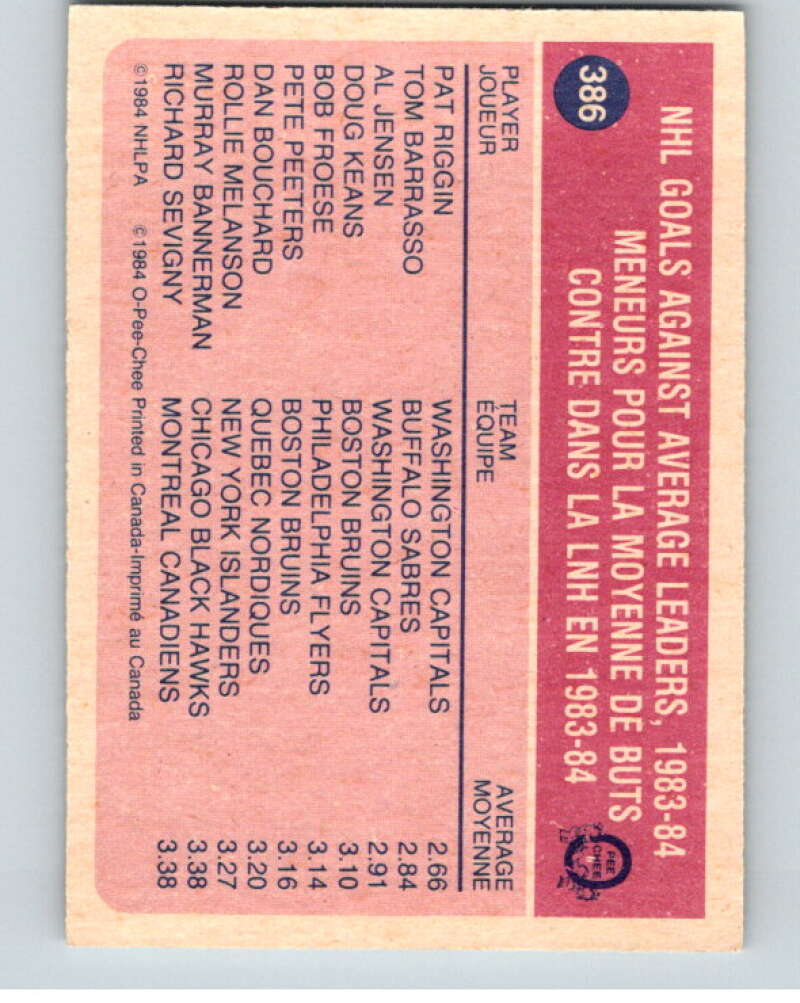 386
NHL GOALS AGAINST AVERAGE LEADERS, 1983-84
MENEURS POUR LA MOYENNE DE BUTS
CONTRE DANS LA LNH EN 1983-84
O PEE CHEE
PLAYER TEAM AVERAGE
JOUEUR ÉQUIPE MOYENNE
PAT RIGGIN WASHINGTON CAPITALS 2.66
TOM BARRASSO BUFFALO SABRES 2.84
AL JENSEN WASHINGTON CAPITALS 2.91
DOUG KEANS BOSTON BRUINS 3.10
BOB FROESE PHILADELPHIA FLYERS 3.14
PETE PEETERS BOSTON BRUINS 3.16
DAN BOUCHARD QUEBEC NORDIQUES 3.20
ROLLIE MELANSON NEW YORK ISLANDERS 3.27
MURRAY BANNERMAN CHICAGO BLACK HAWKS 3.38
RICHARD SEVIGNY MONTREAL CANADIENS 3.38
©1984 NHLPA ©1984 O-Pee-Chee Printed in Canada-Imprimé au Canada